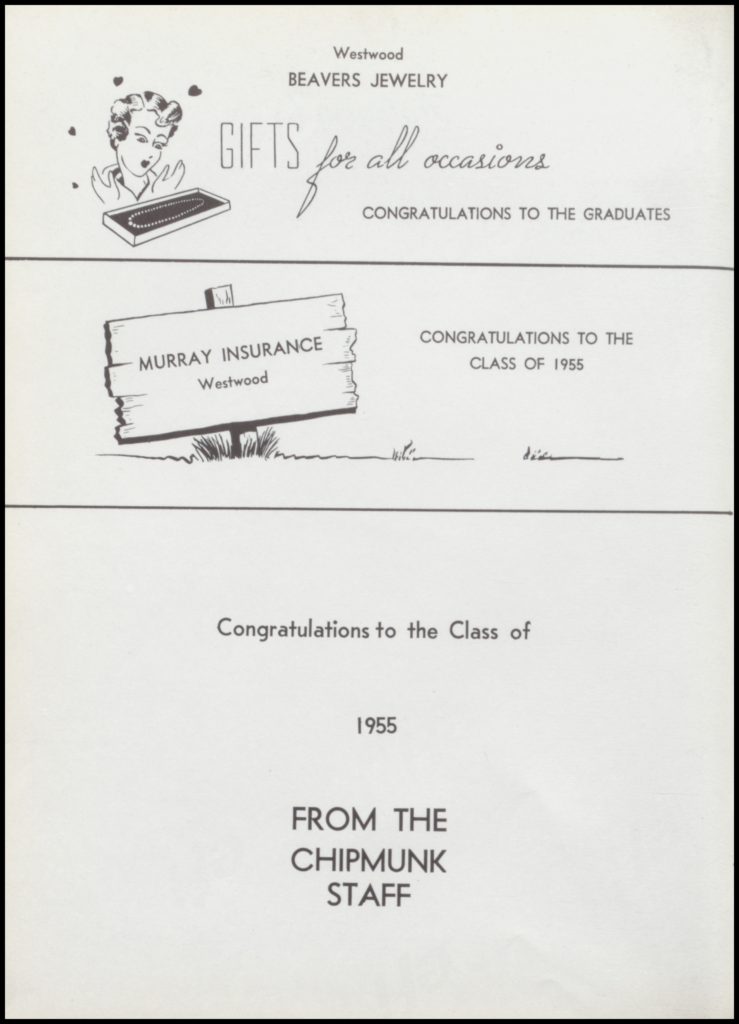 Westwood
BEAVERS JEWELRY
GIFTS for all occasions
CONGRATULATIONS TO THE GRADUATES
MURRAY INSURANCE
Westwood
CONGRATULATIONS TO THE
CLASS OF 1955
Congratulations to the Class of
1955
FROM THE
CHIPMUNK
STAFF